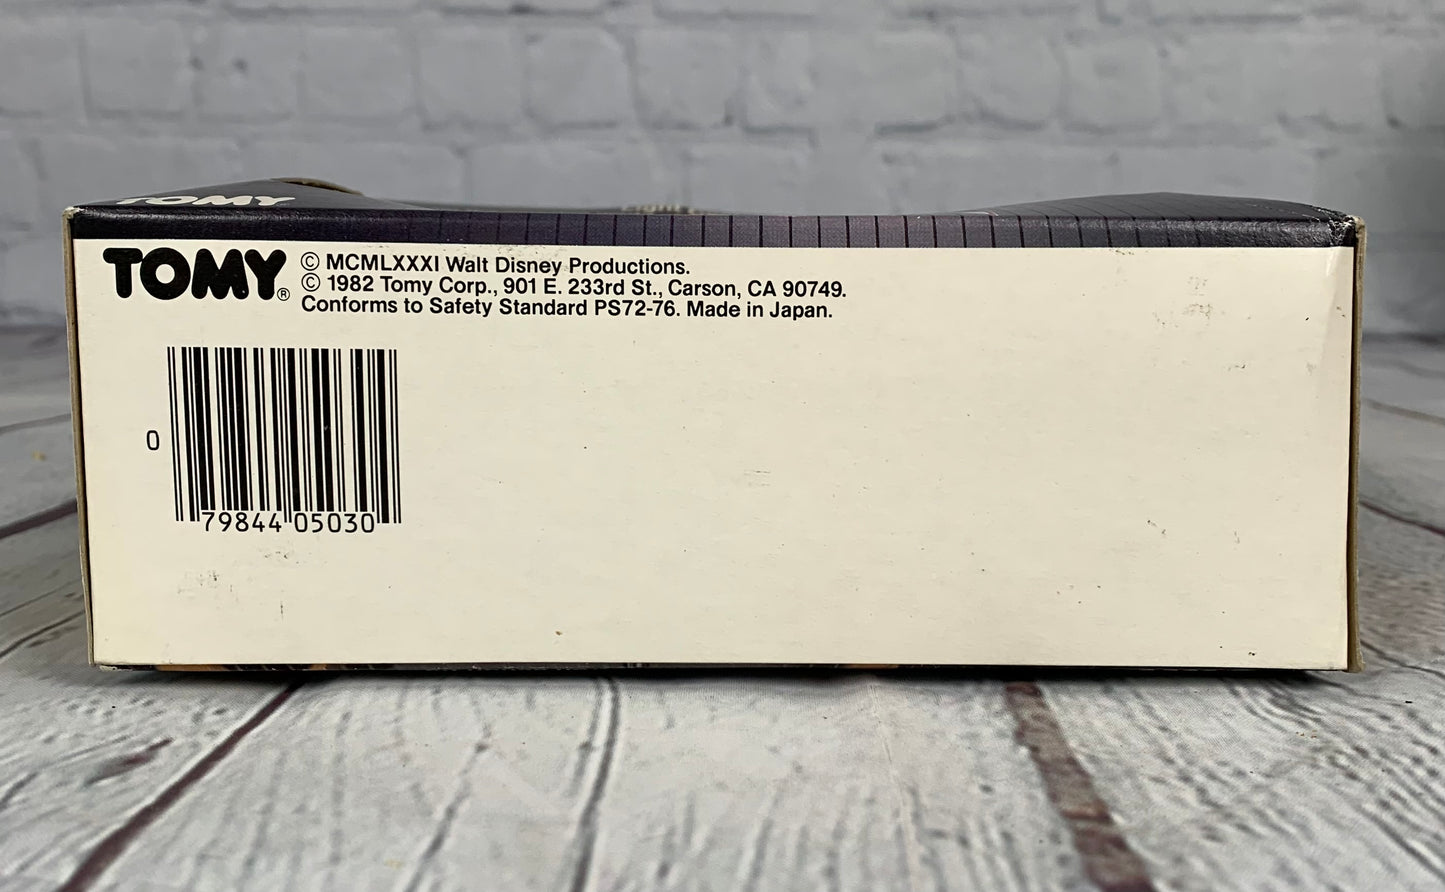 TOMY
TOMY®
© MCMLXXXI Walt Disney Productions.
© 1982 Tomy Corp., 901 E. 233rd St., Carson, CA 90749.
Conforms to Safety Standard PS72-76. Made in Japan.
0
79844 05030